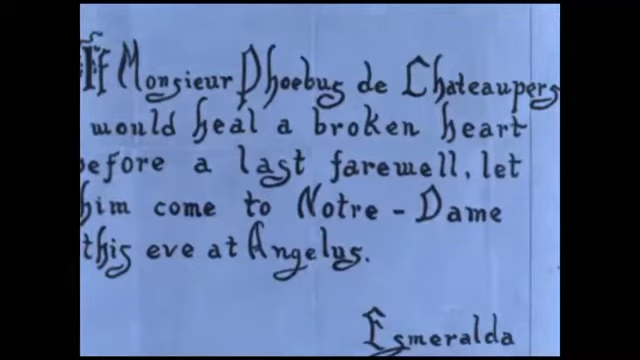 If Monsieur Phoebus de Chateaupers
would heal a broken heart
before a last farewell, let
him come to Notre-Dame
this eve at Angelus.
Esmeralda